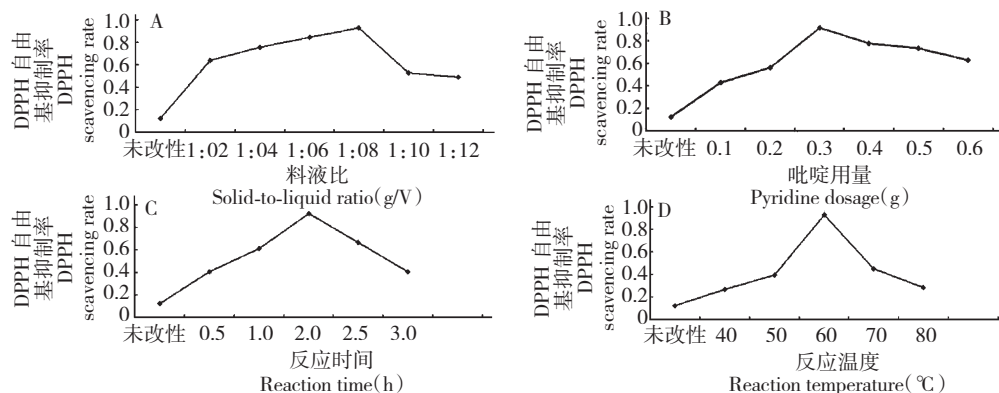 A
DPPH 自由
基抑制率
DPPH
scavencing rate
1.0
0.8
0.6
0.4
0.2
0
未改性 1:02 1:04 1:06 1:08 1:10 1:12
料液比
Solid-to-liquid ratio(g/V)
B
DPPH 自由
基抑制率
DPPH
scavencing rate
1.0
0.8
0.6
0.4
0.2
0
未改性 0.1 0.2 0.3 0.4 0.5 0.6
吡啶用量
Pyridine dosage(g)
C
DPPH 自由
基抑制率
DPPH
scavencing rate
1.0
0.8
0.6
0.4
0.2
0
未改性 0.5 1.0 2.0 2.5 3.0
反应时间
Reaction time(h)
D
DPPH 自由
基抑制率
DPPH
scavencing rate
1.0
0.8
0.6
0.4
0.2
0
未改性 40 50 60 70 80
反应温度
Reaction temperature(℃)